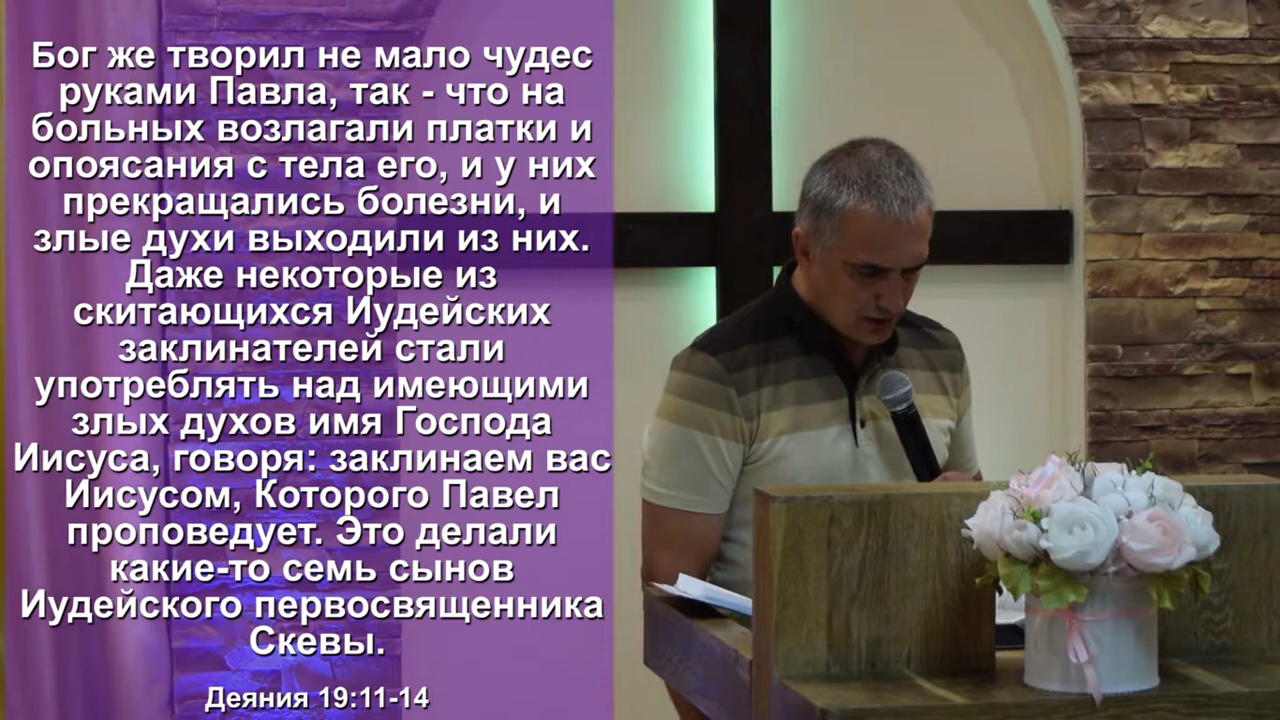 Бог же творил не мало чудес
руками Павла, так - что на
больных возлагали платки и
опоясания с тела его, и у них
прекращались болезни, и
злые духи выходили из них.
Даже некоторые из
скитающихся Иудейских
заклинателей стали
употреблять над имеющими
злых духов имя Господа
Иисуса, говоря: заклинаем вас
Иисусом, Которого Павел
проповедует. Это делали
какие-то семь сынов
Иудейского первосвященника
Скевы.
Деяния 19:11-14